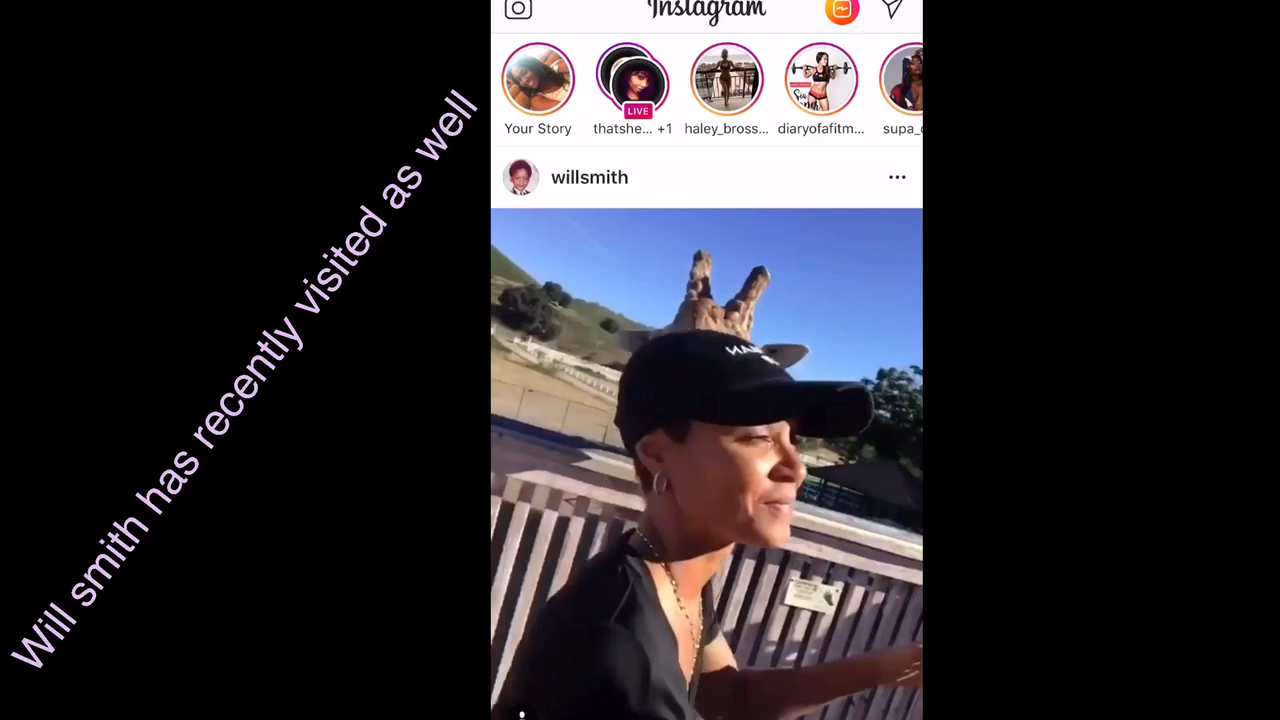 Instagram
LIVE
Your Story
thatshe... +1
haley_bross...
diaryofafitm...
supa_
willsmith
Will smith has recently visited as well